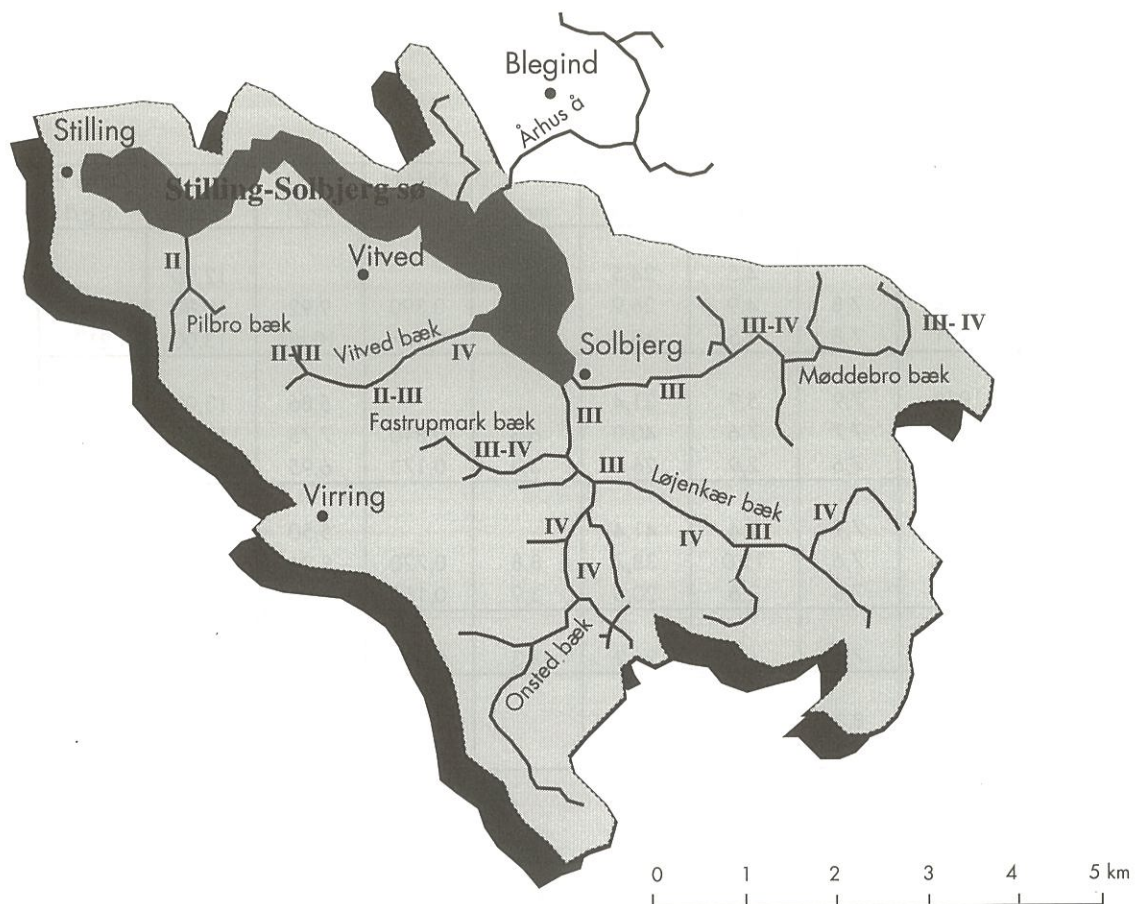 Blegind
Århus å
Stilling
Stilling-Solbjerg sø
Vitved
II
Pilbro bæk
II-III
Vitved bæk
IV
II-III
Solbjerg
III
III-IV
III-IV
Møddebro bæk
III
Fastrupmark bæk
III-IV
III
Løjenkær bæk
Virring
IV
IV
IV
III
IV
Onsted bæk
0 1 2 3 4 5 km